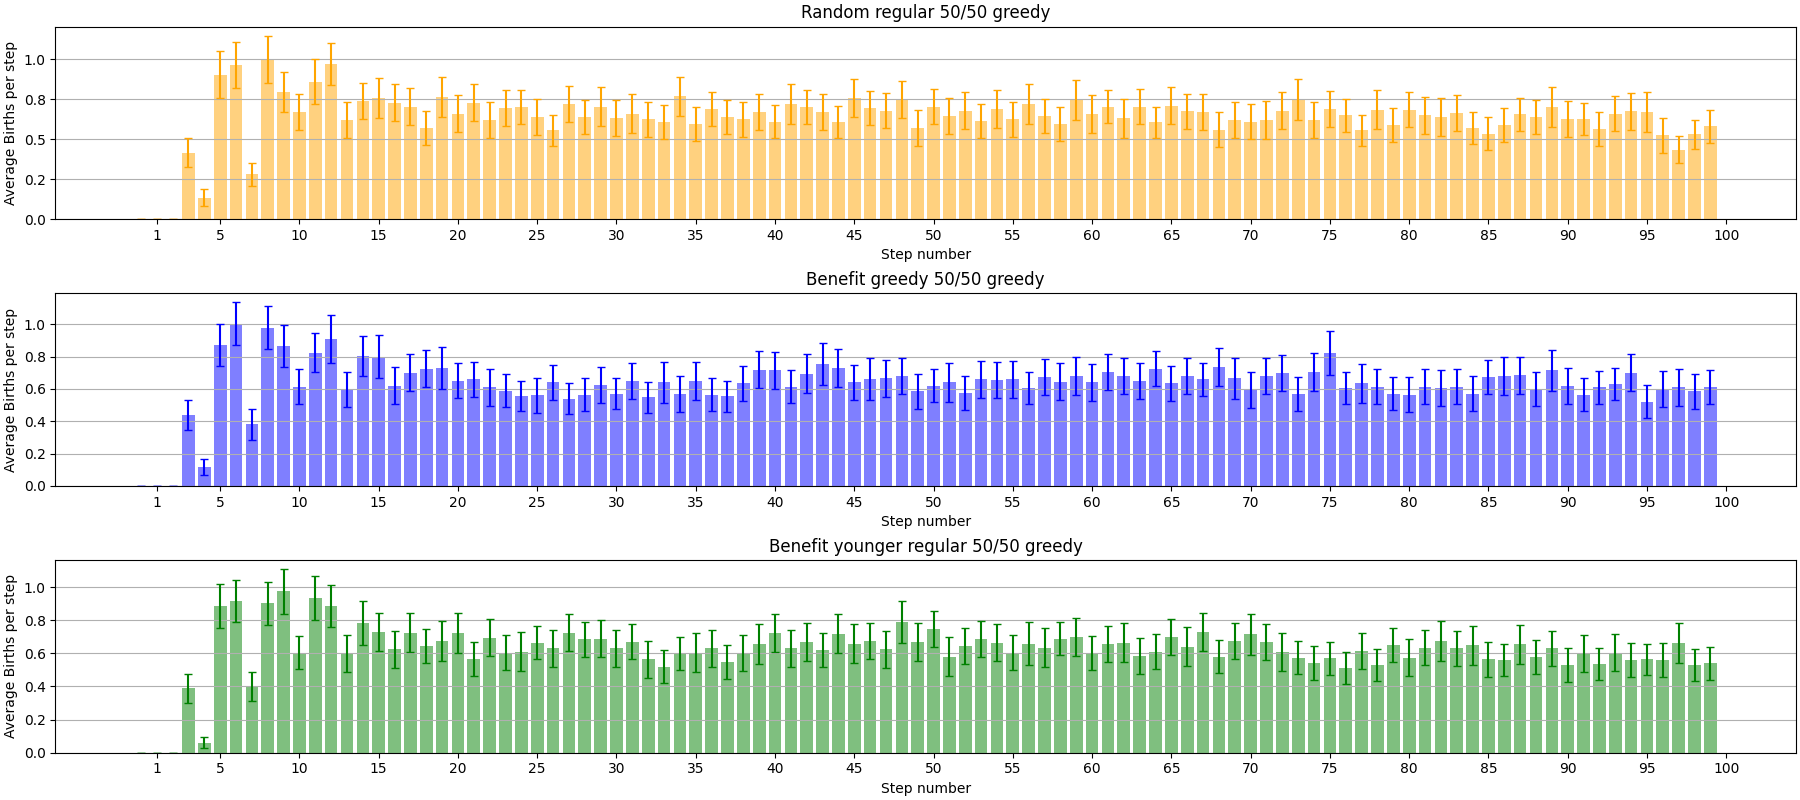 Random regular 50/50 greedy
Average Births per step
1.0
0.8
0.5
0.2
0.0
1 5 10 15 20 25 30 35 40 45 50 55 60 65 70 75 80 85 90 95 100
Step number
Benefit greedy 50/50 greedy
Average Births per step
1.0
0.8
0.6
0.4
0.2
0.0
1 5 10 15 20 25 30 35 40 45 50 55 60 65 70 75 80 85 90 95 100
Step number
Benefit younger regular 50/50 greedy
Average Births per step
1.0
0.8
0.6
0.4
0.2
0.0
1 5 10 15 20 25 30 35 40 45 50 55 60 65 70 75 80 85 90 95 100
Step number